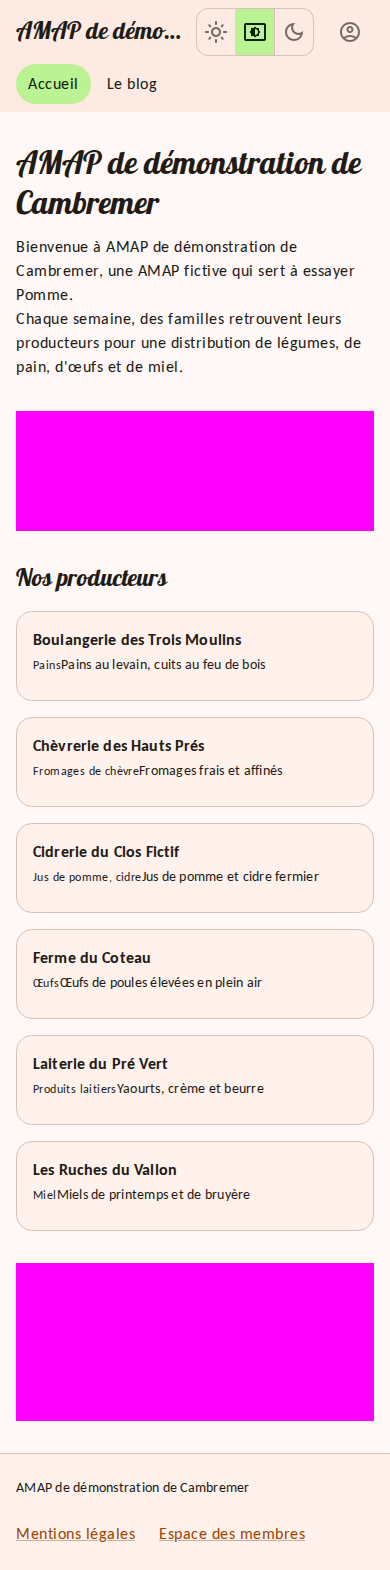 AMAP de démo...
Accueil Le blog
AMAP de démonstration de
Cambremer
Bienvenue à AMAP de démonstration de
Cambremer, une AMAP fictive qui sert à essayer
Pomme.
Chaque semaine, des familles retrouvent leurs
producteurs pour une distribution de légumes, de
pain, d'œufs et de miel.
Nos producteurs
Boulangerie des Trois Moulins
PainsPains au levain, cuits au feu de bois
Chèvrerie des Hauts Prés
Fromages de chèvreFromages frais et affinés
Cidrerie du Clos Fictif
Jus de pomme, cidreJus de pomme et cidre fermier
Ferme du Coteau
ŒufsŒufs de poules élevées en plein air
Laiterie du Pré Vert
Produits laitiersYaourts, crème et beurre
Les Ruches du Vallon
MielMiels de printemps et de bruyère
AMAP de démonstration de Cambremer
Mentions légales Espace des membres